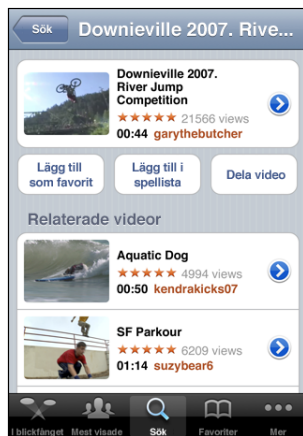 Sök
Downieville 2007. Rive...
Downieville 2007.
River Jump
Competition
21566 views
00:44 garythebutcher
Lägg till
som favorit
Lägg till i
spellista
Dela video
Relaterade videor
Aquatic Dog
4994 views
00:50 kendrakicks07
SF Parkour
6209 views
01:14 suzybear6
I blickfånget
Mest visade
Sök
Favoriter
Mer